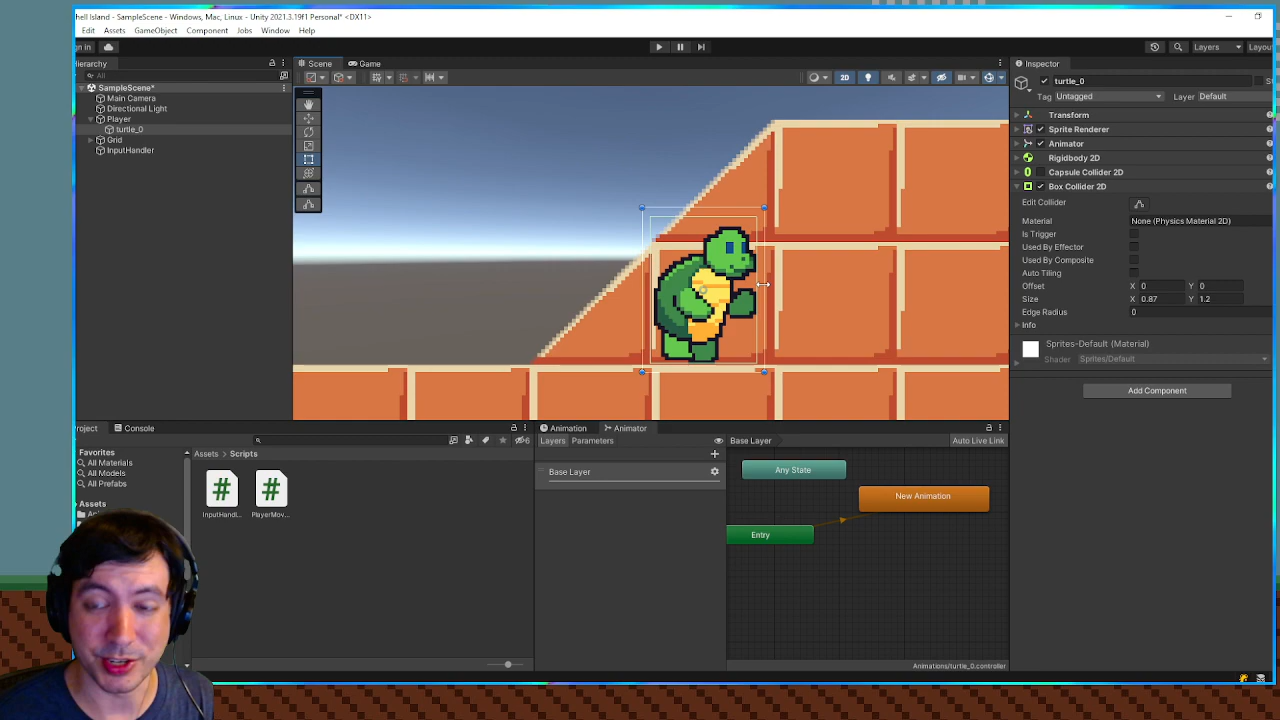 hell Island - SampleScene - Windows, Mac, Linux - Unity 2021.3.19f1 Personal* <DX11>
Edit Assets GameObject Component Jobs Window Help
gn in
Layers
Layou
Hierarchy
All
SampleScene*
Main Camera
Directional Light
Player
turtle_0
Grid
InputHandler
Scene Game
2D
Inspector
turtle_0
St
Tag Untagged Layer Default
Transform
Sprite Renderer
Animator
Rigidbody 2D
Capsule Collider 2D
Box Collider 2D
Edit Collider
Material None (Physics Material 2D)
Is Trigger
Used By Effector
Used By Composite
Auto Tiling
Offset X 0 Y 0
Size X 0.87 Y 1.2
Edge Radius 0
Info
Sprites-Default (Material)
Shader Sprites/Default
Add Component
Project Console
6
Favorites
All Materials
All Models
All Prefabs
Assets
Assets > Scripts
#
#
InputHandl...
PlayerMov...
Animation Animator
Layers Parameters
Base Layer
Base Layer
Auto Live Link
Any State
New Animation
Entry
Animations/turtle_0.controller